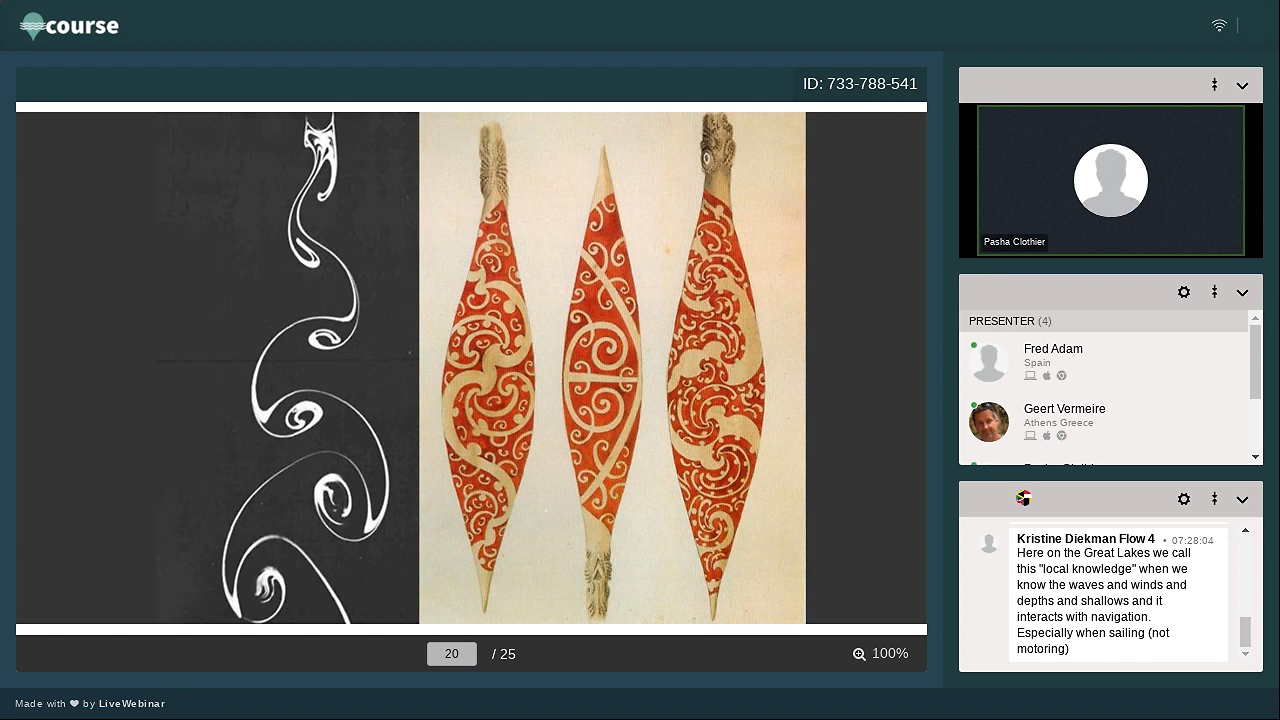 course
ID: 733-788-541
20 / 25
100%
Made with by LiveWebinar
Pasha Clothier
PRESENTER (4)
Fred Adam
Spain
Geert Vermeire
Athens Greece
Kristine Diekman Flow 4 • 07:28:04
Here on the Great Lakes we call
this "local knowledge" when we
know the waves and winds and
depths and shallows and it
interacts with navigation.
Especially when sailing (not
motoring)